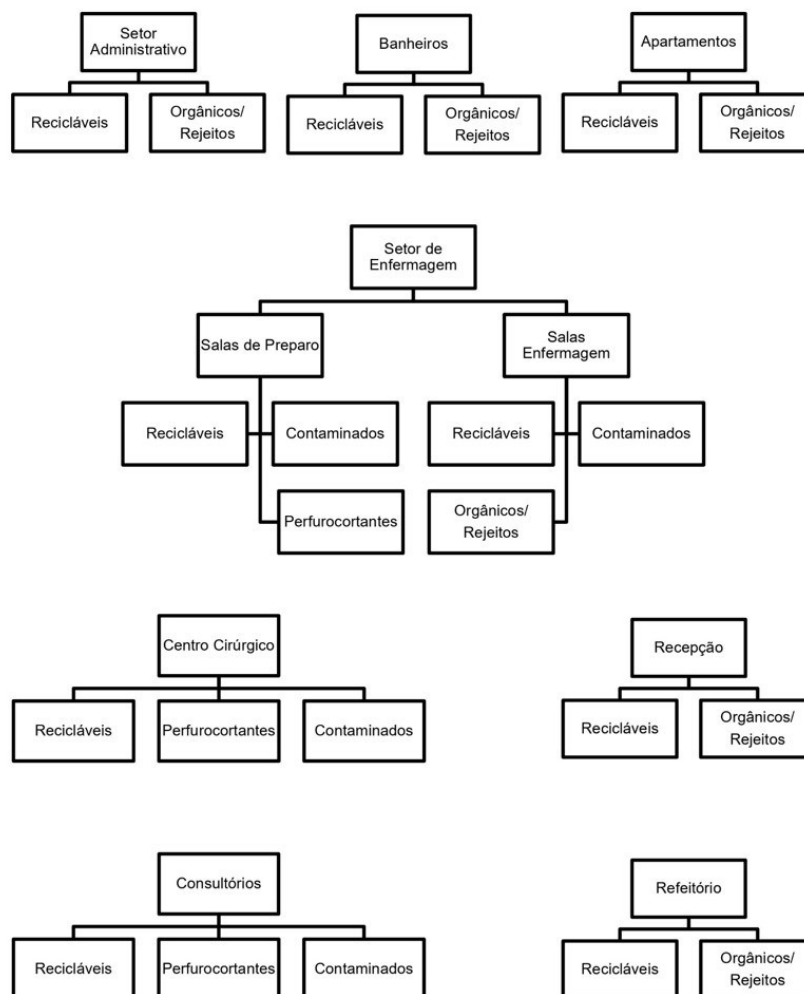 Setor
Administrativo
Banheiros
Apartamentos
Recicláveis
Orgânicos/
Rejeitos
Recicláveis
Orgânicos/
Rejeitos
Recicláveis
Orgânicos/
Rejeitos
Setor de
Enfermagem
Salas de Preparo
Salas
Enfermagem
Recicláveis
Contaminados
Recicláveis
Contaminados
Perfurocortantes
Orgânicos/
Rejeitos
Centro Cirúrgico
Recepção
Recicláveis
Perfurocortantes
Contaminados
Recicláveis
Orgânicos/
Rejeitos
Consultórios
Refeitório
Recicláveis
Perfurocortantes
Contaminados
Recicláveis
Orgânicos/
Rejeitos